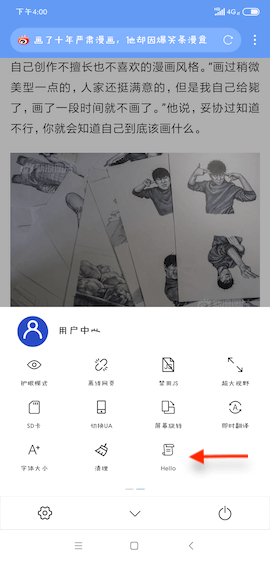 下午4:00
4G
画了十年严肃漫画，他却因爆笑条漫登
自己创作不擅长也不喜欢的漫画风格。“画过稍微
美型一点的，人家还挺满意的，但是我自己给毙
了，画了一段时间就不画了。”他说，妥协过知道
不行，你就会知道自己到底该画什么。
用户中心
护眼模式 离线网页 禁用JS 超大视野
SD卡 切换UA 屏幕旋转 即时翻译
字体大小 清理 Hello